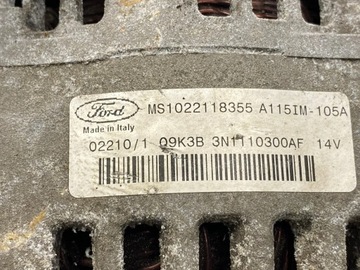 Ford
MS1022118355 A115IM-105A
Made in Italy
02210/1 Q9K3B 3N1110300AF 14V